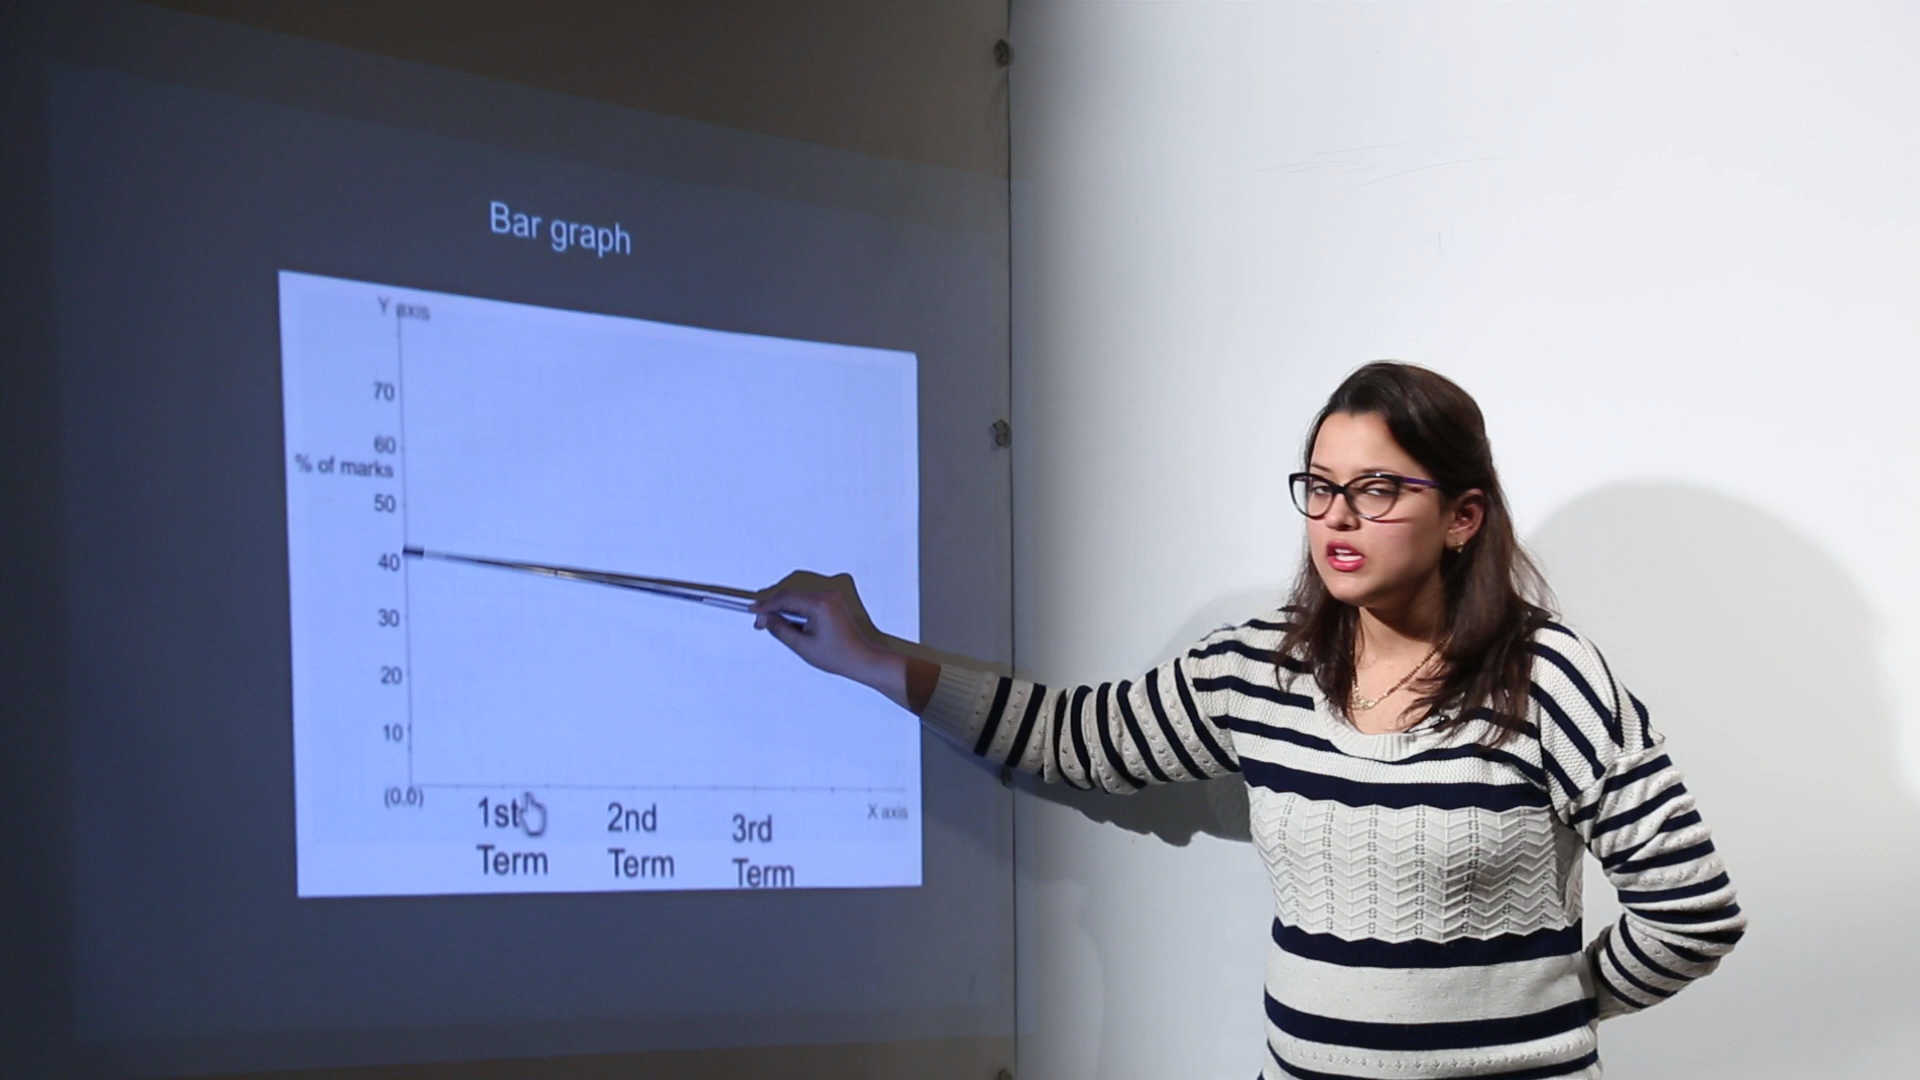 Bar graph
Y axis
70
60
% of marks
50
40
30
20
10
(0.0)
X axis
1st
Term
2nd
Term
3rd
Term